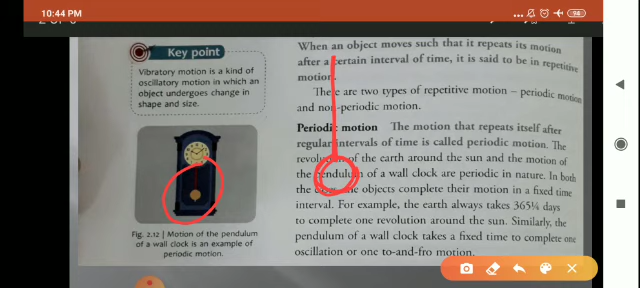 10:44 PM
Key point
Vibratory motion is a kind of
oscillatory motion in which an
object undergoes change in
shape and size.
Fig. 2.12 | Motion of the pendulum
of a wall clock is an example of
periodic motion.
When an object moves such that it repeats its motion
after a certain interval of time, it is said to be in repetitive
motion.
There are two types of repetitive motion – periodic motion
and non-periodic motion.
Periodic motion The motion that repeats itself after
regular intervals of time is called periodic motion. The
revolution of the earth around the sun and the motion of
the pendulum of a wall clock are periodic in nature. In both
the objects complete their motion in a fixed time
interval. For example, the earth always takes 365¼ days
to complete one revolution around the sun. Similarly, the
pendulum of a wall clock takes a fixed time to complete one
oscillation or one to-and-fro motion.